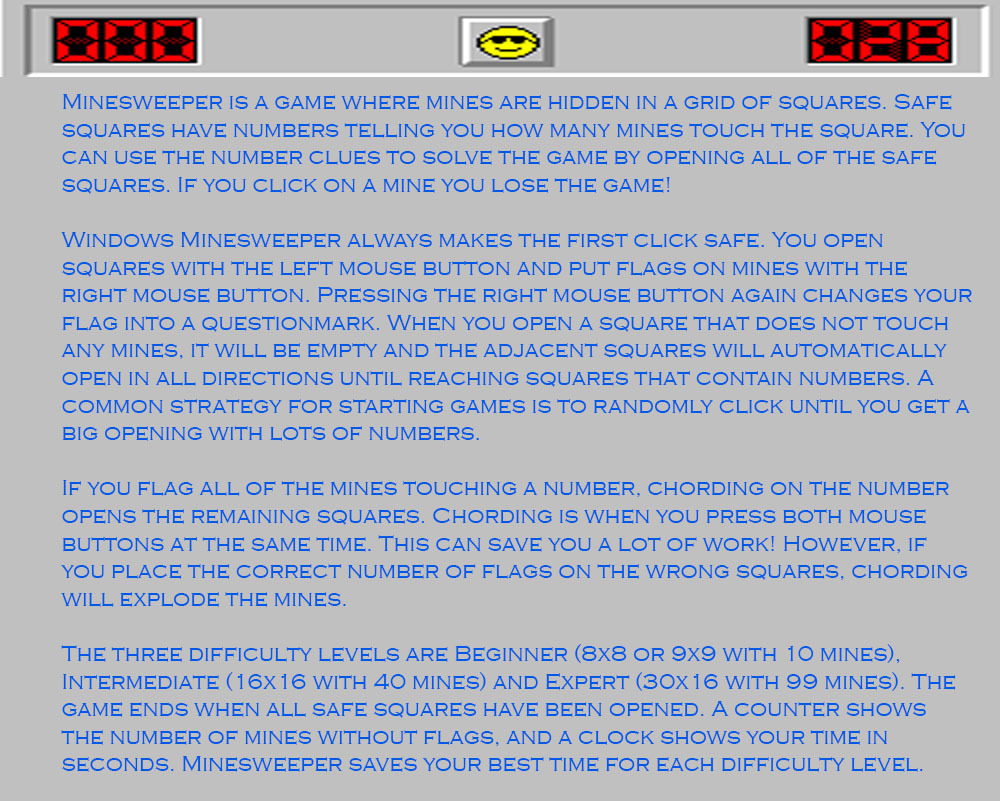 Minesweeper is a game where mines are hidden in a grid of squares. Safe
squares have numbers telling you how many mines touch the square. You
can use the number clues to solve the game by opening all of the safe
squares. If you click on a mine you lose the game!
Windows Minesweeper always makes the first click safe. You open
squares with the left mouse button and put flags on mines with the
right mouse button. Pressing the right mouse button again changes your
flag into a questionmark. When you open a square that does not touch
any mines, it will be empty and the adjacent squares will automatically
open in all directions until reaching squares that contain numbers. A
common strategy for starting games is to randomly click until you get a
big opening with lots of numbers.
If you flag all of the mines touching a number, chording on the number
opens the remaining squares. Chording is when you press both mouse
buttons at the same time. This can save you a lot of work! However, if
you place the correct number of flags on the wrong squares, chording
will explode the mines.
The three difficulty levels are Beginner (8x8 or 9x9 with 10 mines),
Intermediate (16x16 with 40 mines) and Expert (30x16 with 99 mines). The
game ends when all safe squares have been opened. A counter shows
the number of mines without flags, and a clock shows your time in
seconds. Minesweeper saves your best time for each difficulty level.